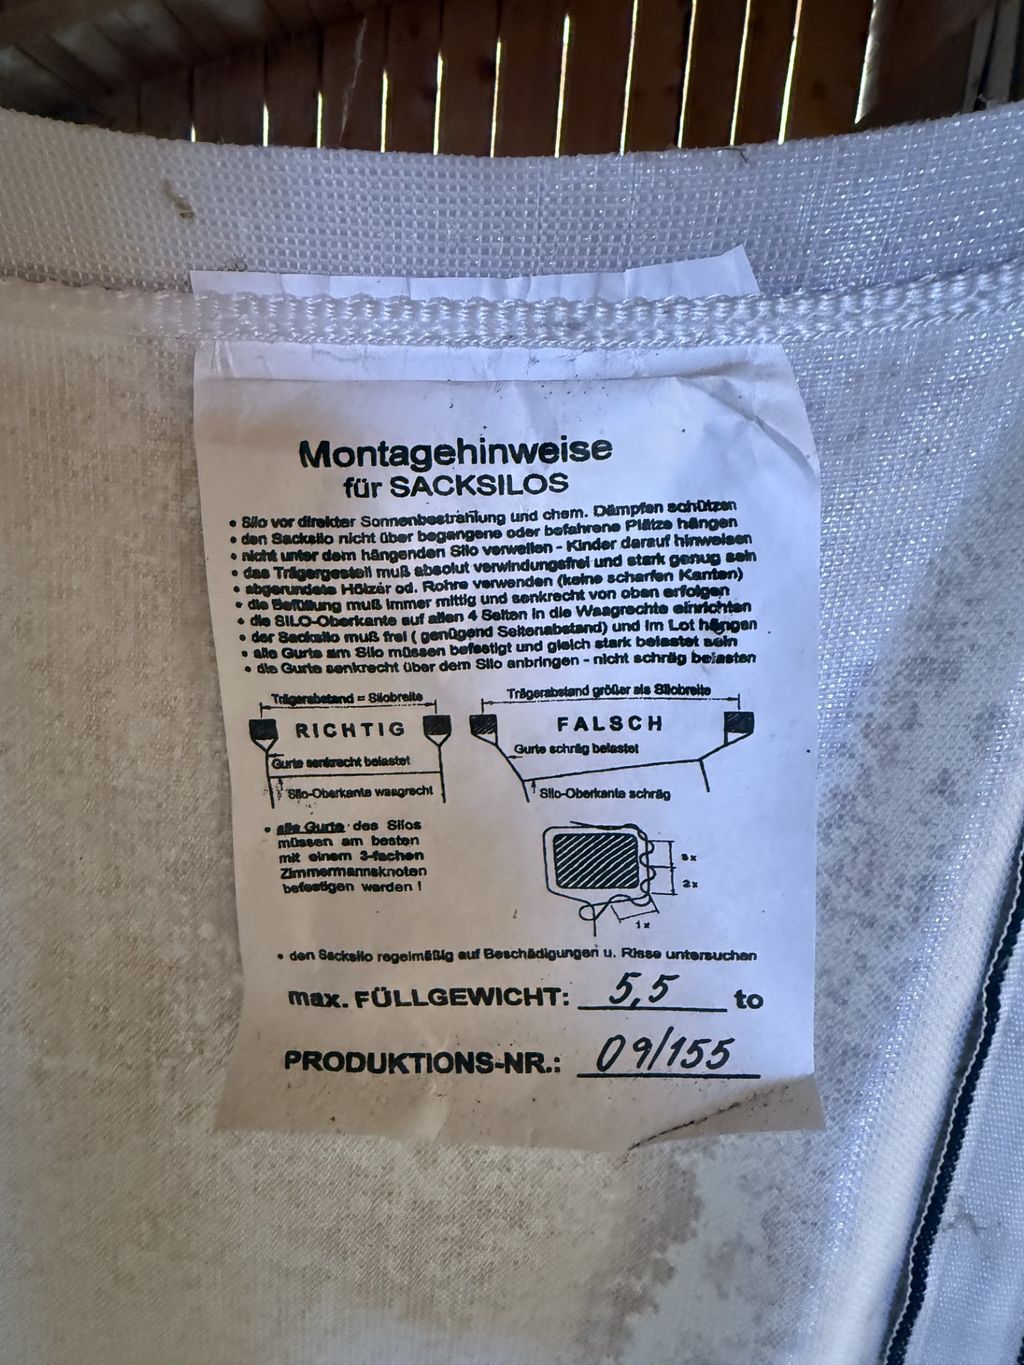 Montagehinweise
für SACKSILOS
• Silo vor direkter Sonnenbestrahlung und chem. Dämpfen schützen
• den Sacksilo nicht über begangene oder befahrene Plätze hängen
• nicht unter dem hängenden Silo verweilen - Kinder darauf hinweisen
• das Trägergestell muß absolut verwindungsfrei und stark genug sein
• abgerundete Hölzer od. Rohre verwenden (keine scharfen Kanten)
• die Befüllung muß immer mittig und senkrecht von oben erfolgen
• die SILO-Oberkante auf allen 4 Seiten in die Waagrechte einrichten
• der Sacksilo muß frei ( genügend Seitenabstand) und im Lot hängen
• alle Gurte am Silo müssen befestigt und gleich stark belastet sein
• die Gurte senkrecht über dem Silo anbringen - nicht schräg belasten
Trägerabstand = Silobreite
RICHTIG
Gurte senkrecht belastet
Silo-Oberkante waagrecht
Trägerabstand größer als Silobreite
FALSCH
Gurte schräg belastet
Silo-Oberkante schräg
• alle Gurte des Silos
müssen am besten
mit einem 3-fachen
Zimmermannsknoten
befestigen werden !
3x
2x
1x
• den Sacksilo regelmäßig auf Beschädigungen u. Risse untersuchen
max. FÜLLGEWICHT: 5,5 to
PRODUKTIONS-NR.: 09/155